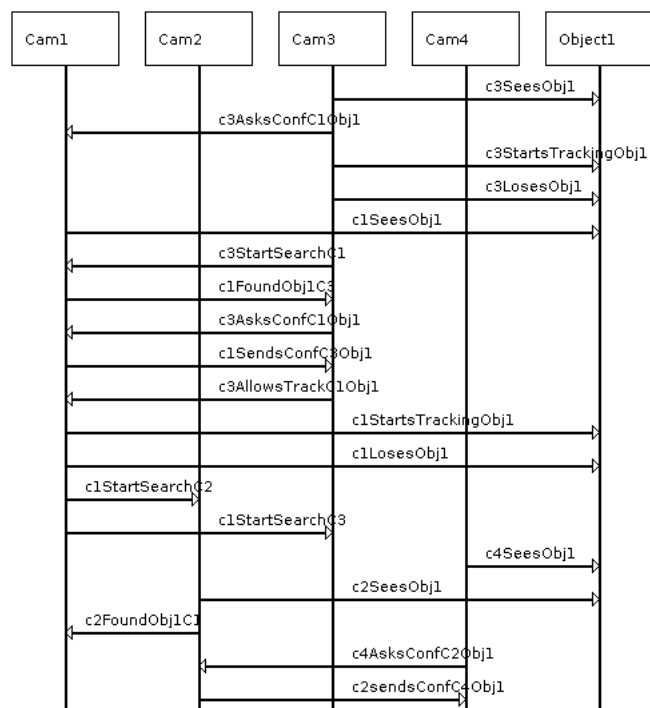 Cam1 Cam2 Cam3 Cam4 Object1
c3SeesObj1
c3AsksConfC1Obj1
c3StartsTrackingObj1
c3LosesObj1
c1SeesObj1
c3StartSearchC1
c1FoundObj1C3
c3AsksConfC1Obj1
c1SendsConfC3Obj1
c3AllowsTrackC1Obj1
c1StartsTrackingObj1
c1LosesObj1
c1StartSearchC2
c1StartSearchC3
c4SeesObj1
c2SeesObj1
c2FoundObj1C1
c4AsksConfC2Obj1
c2sendsConfC4Obj1